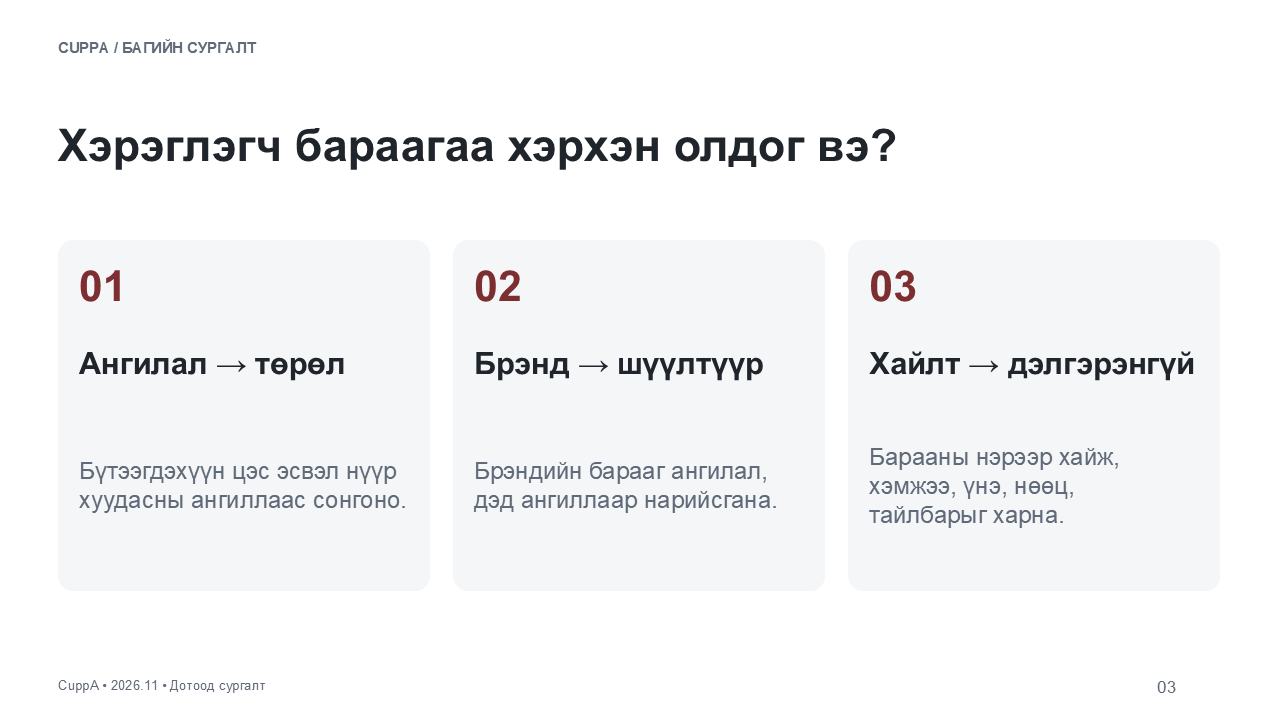 CUPPA / БАГИЙН СУРГАЛТ
Хэрэглэгч бараагаа хэрхэн олдог вэ?
01
Ангилал → төрөл
Бүтээгдэхүүн цэс эсвэл нүүр
хуудасны ангиллаас сонгоно.
02
Брэнд → шүүлтүүр
Брэндийн барааг ангилал,
дэд ангиллаар нарийсгана.
03
Хайлт → дэлгэрэнгүй
Барааны нэрээр хайж,
хэмжээ, үнэ, нөөц,
тайлбарыг харна.
CuppA • 2026.11 • Дотоод сургалт
03